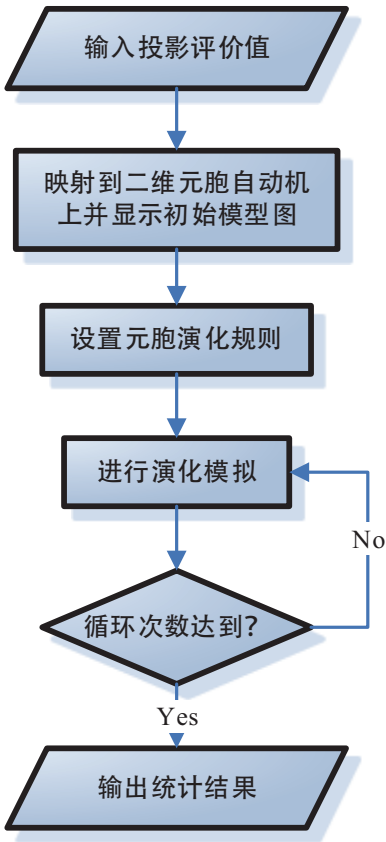 输入投影评价值
映射到二维元胞自动机
上并显示初始模型图
设置元胞演化规则
进行演化模拟
No
循环次数达到?
Yes
输出统计结果